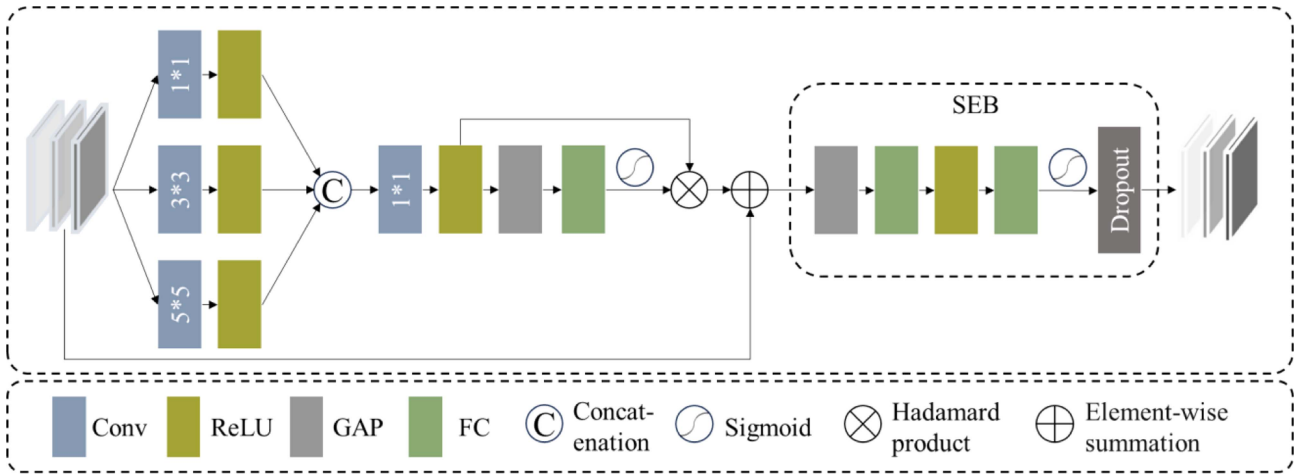 1*1
3*3
5*5
C
1*1
SEB
Dropout
Conv
ReLU
GAP
FC
C
Concat-
enation
Sigmoid
Hadamard
product
Element-wise
summation